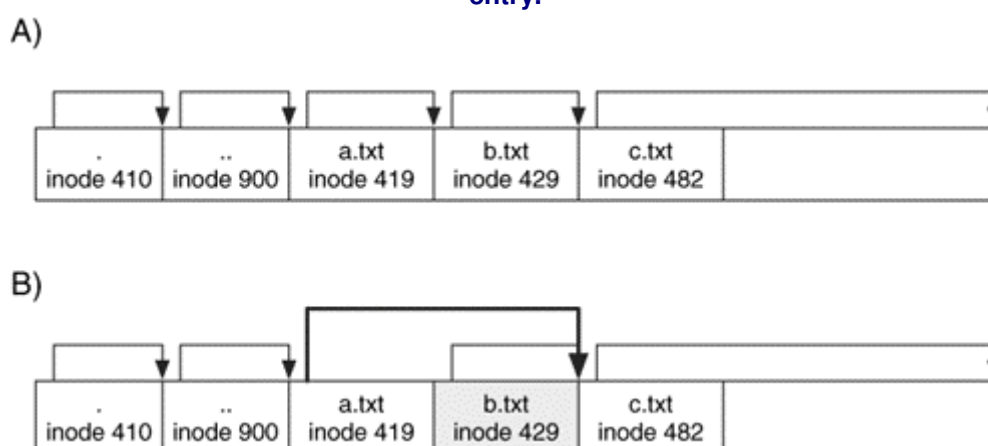 entry.
A)
. .. a.txt b.txt c.txt
inode 410 inode 900 inode 419 inode 429 inode 482
B)
. .. a.txt b.txt c.txt
inode 410 inode 900 inode 419 inode 429 inode 482